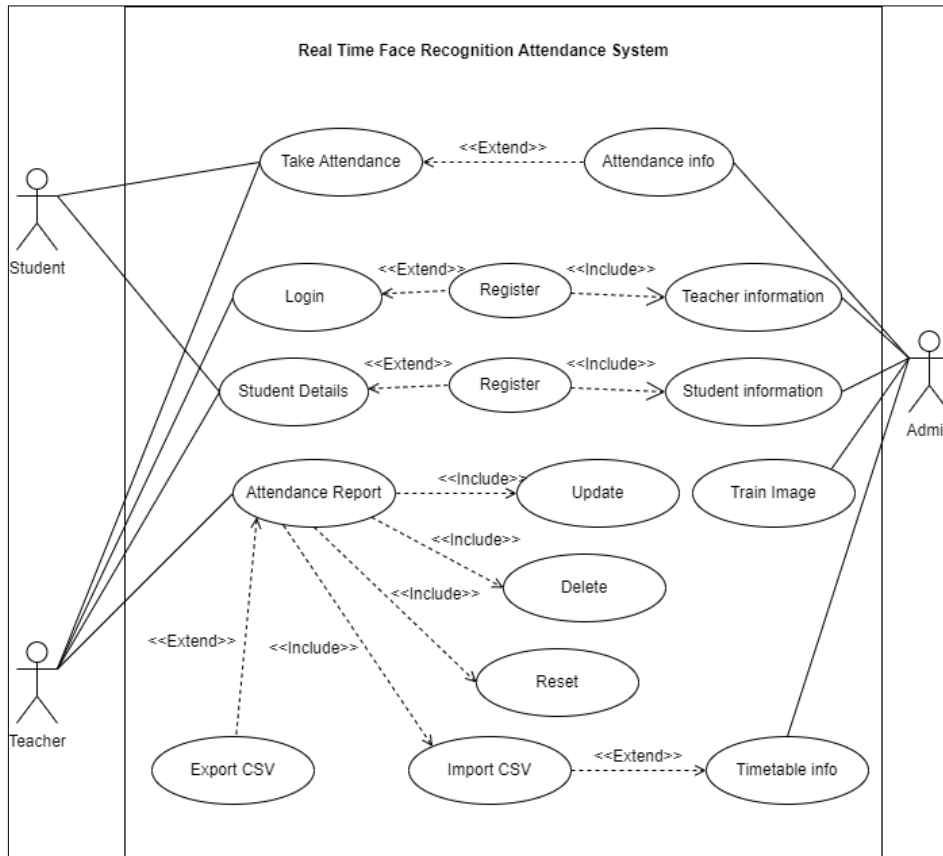 Real Time Face Recognition Attendance System
Take Attendance
<<Extend>>
Attendance info
Student
Login
<<Extend>>
Register
<<Include>>
Teacher information
Student Details
<<Extend>>
Register
<<Include>>
Student information
Admi
Attendance Report
<<Include>>
Update
Train Image
<<Include>>
Delete
<<Include>>
<<Extend>>
<<Include>>
Reset
Teacher
Export CSV
Import CSV
<<Extend>>
Timetable info